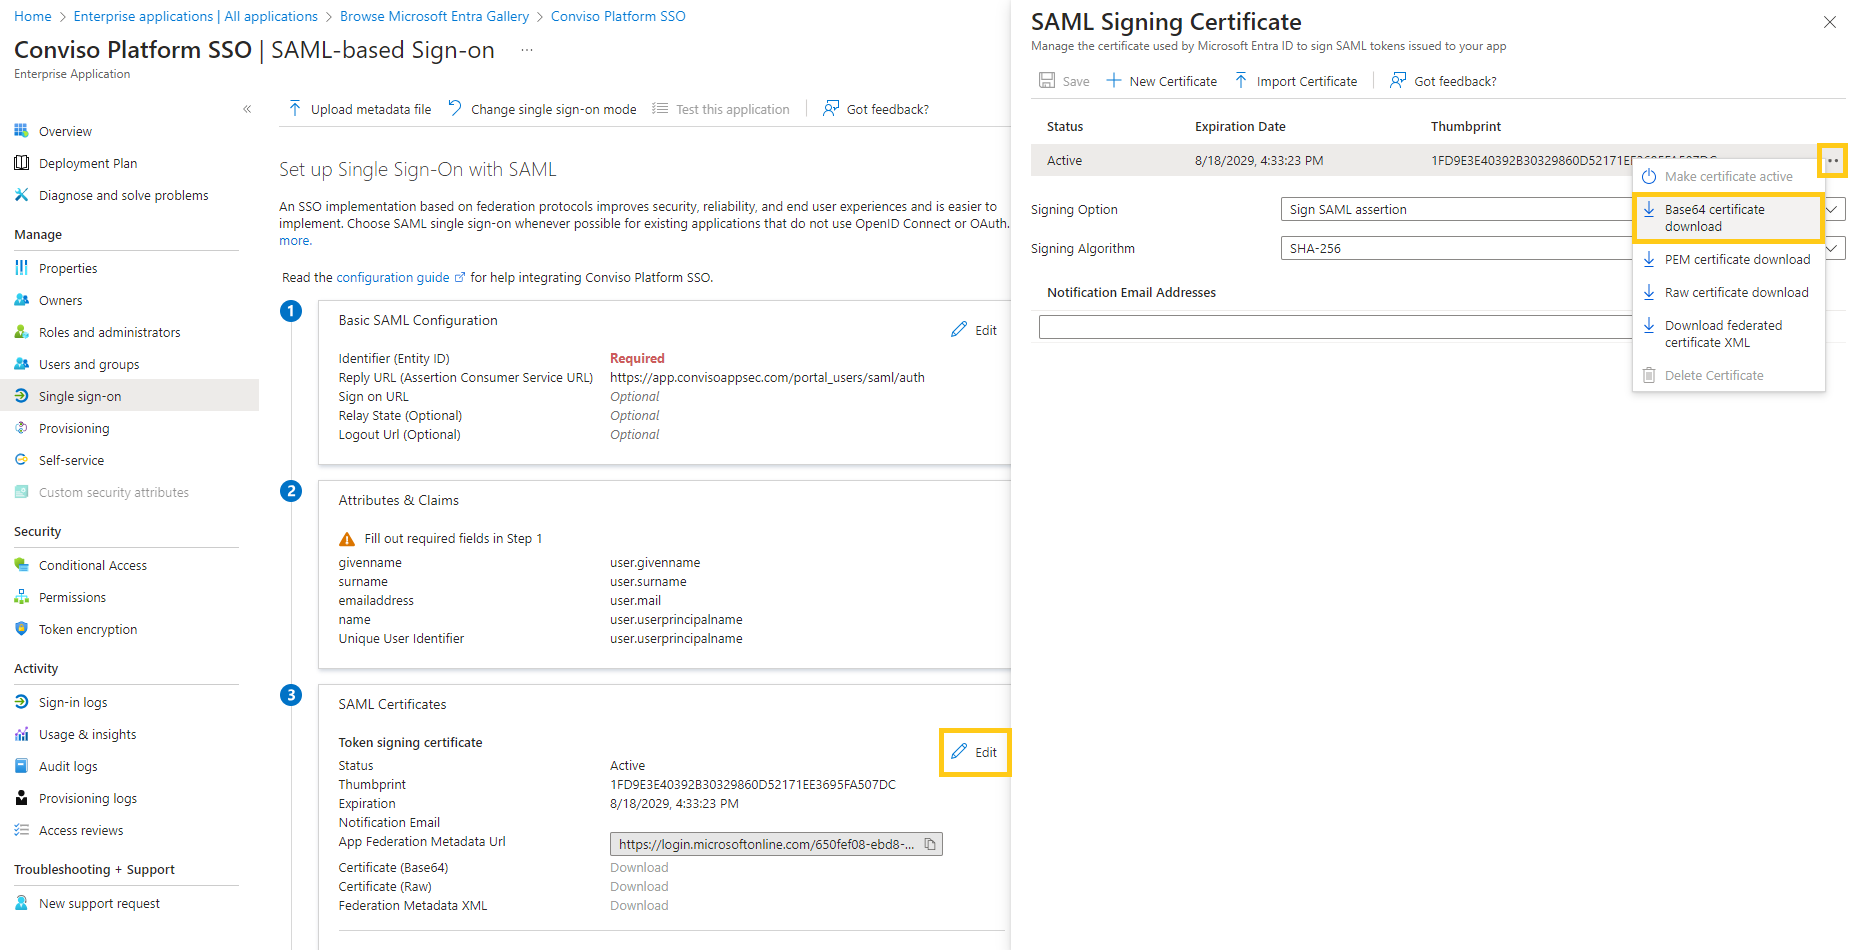 Home > Enterprise applications | All applications > Browse Microsoft Entra Gallery > Conviso Platform SSO
Conviso Platform SSO | SAML-based Sign-on ...
Enterprise Application
«
Overview
Deployment Plan
Diagnose and solve problems
Manage
Properties
Owners
Roles and administrators
Users and groups
Single sign-on
Provisioning
Self-service
Custom security attributes
Security
Conditional Access
Permissions
Token encryption
Activity
Sign-in logs
Usage & insights
Audit logs
Provisioning logs
Access reviews
Troubleshooting + Support
New support request
Upload metadata file Change single sign-on mode Test this application Got feedback?
Set up Single Sign-On with SAML
An SSO implementation based on federation protocols improves security, reliability, and end user experiences and is easier to
implement. Choose SAML single sign-on whenever possible for existing applications that do not use OpenID Connect or OAuth.
more.
Read the configuration guide for help integrating Conviso Platform SSO.
1
Basic SAML Configuration
Edit
Identifier (Entity ID) Required
Reply URL (Assertion Consumer Service URL) https://app.convisoappsec.com/portal_users/saml/auth
Sign on URL Optional
Relay State (Optional) Optional
Logout Url (Optional) Optional
2
Attributes & Claims
Fill out required fields in Step 1
givenname user.givenname
surname user.surname
emailaddress user.mail
name user.userprincipalname
Unique User Identifier user.userprincipalname
3
SAML Certificates
Token signing certificate
Edit
Status Active
Thumbprint 1FD9E3E40392B30329860D52171EE3695FA507DC
Expiration 8/18/2029, 4:33:23 PM
Notification Email
App Federation Metadata Url https://login.microsoftonline.com/650fef08-ebd8-...
Certificate (Base64) Download
Certificate (Raw) Download
Federation Metadata XML Download
SAML Signing Certificate
Manage the certificate used by Microsoft Entra ID to sign SAML tokens issued to your app
Save New Certificate Import Certificate Got feedback?
Status Expiration Date Thumbprint
Active 8/18/2029, 4:33:23 PM 1FD9E3E40392B30329860D52171EE3695FA507DC
Signing Option Sign SAML assertion
Signing Algorithm SHA-256
Notification Email Addresses
Make certificate active
Base64 certificate
download
PEM certificate download
Raw certificate download
Download federated
certificate XML
Delete Certificate